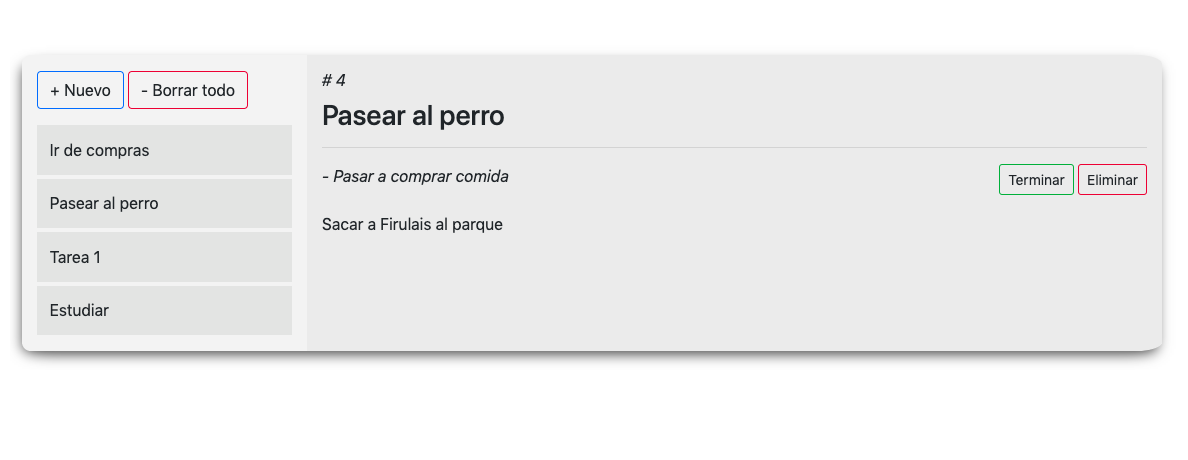 + Nuevo - Borrar todo
Ir de compras
Pasear al perro
Tarea 1
Estudiar
# 4
Pasear al perro
- Pasar a comprar comida
Terminar Eliminar
Sacar a Firulais al parque